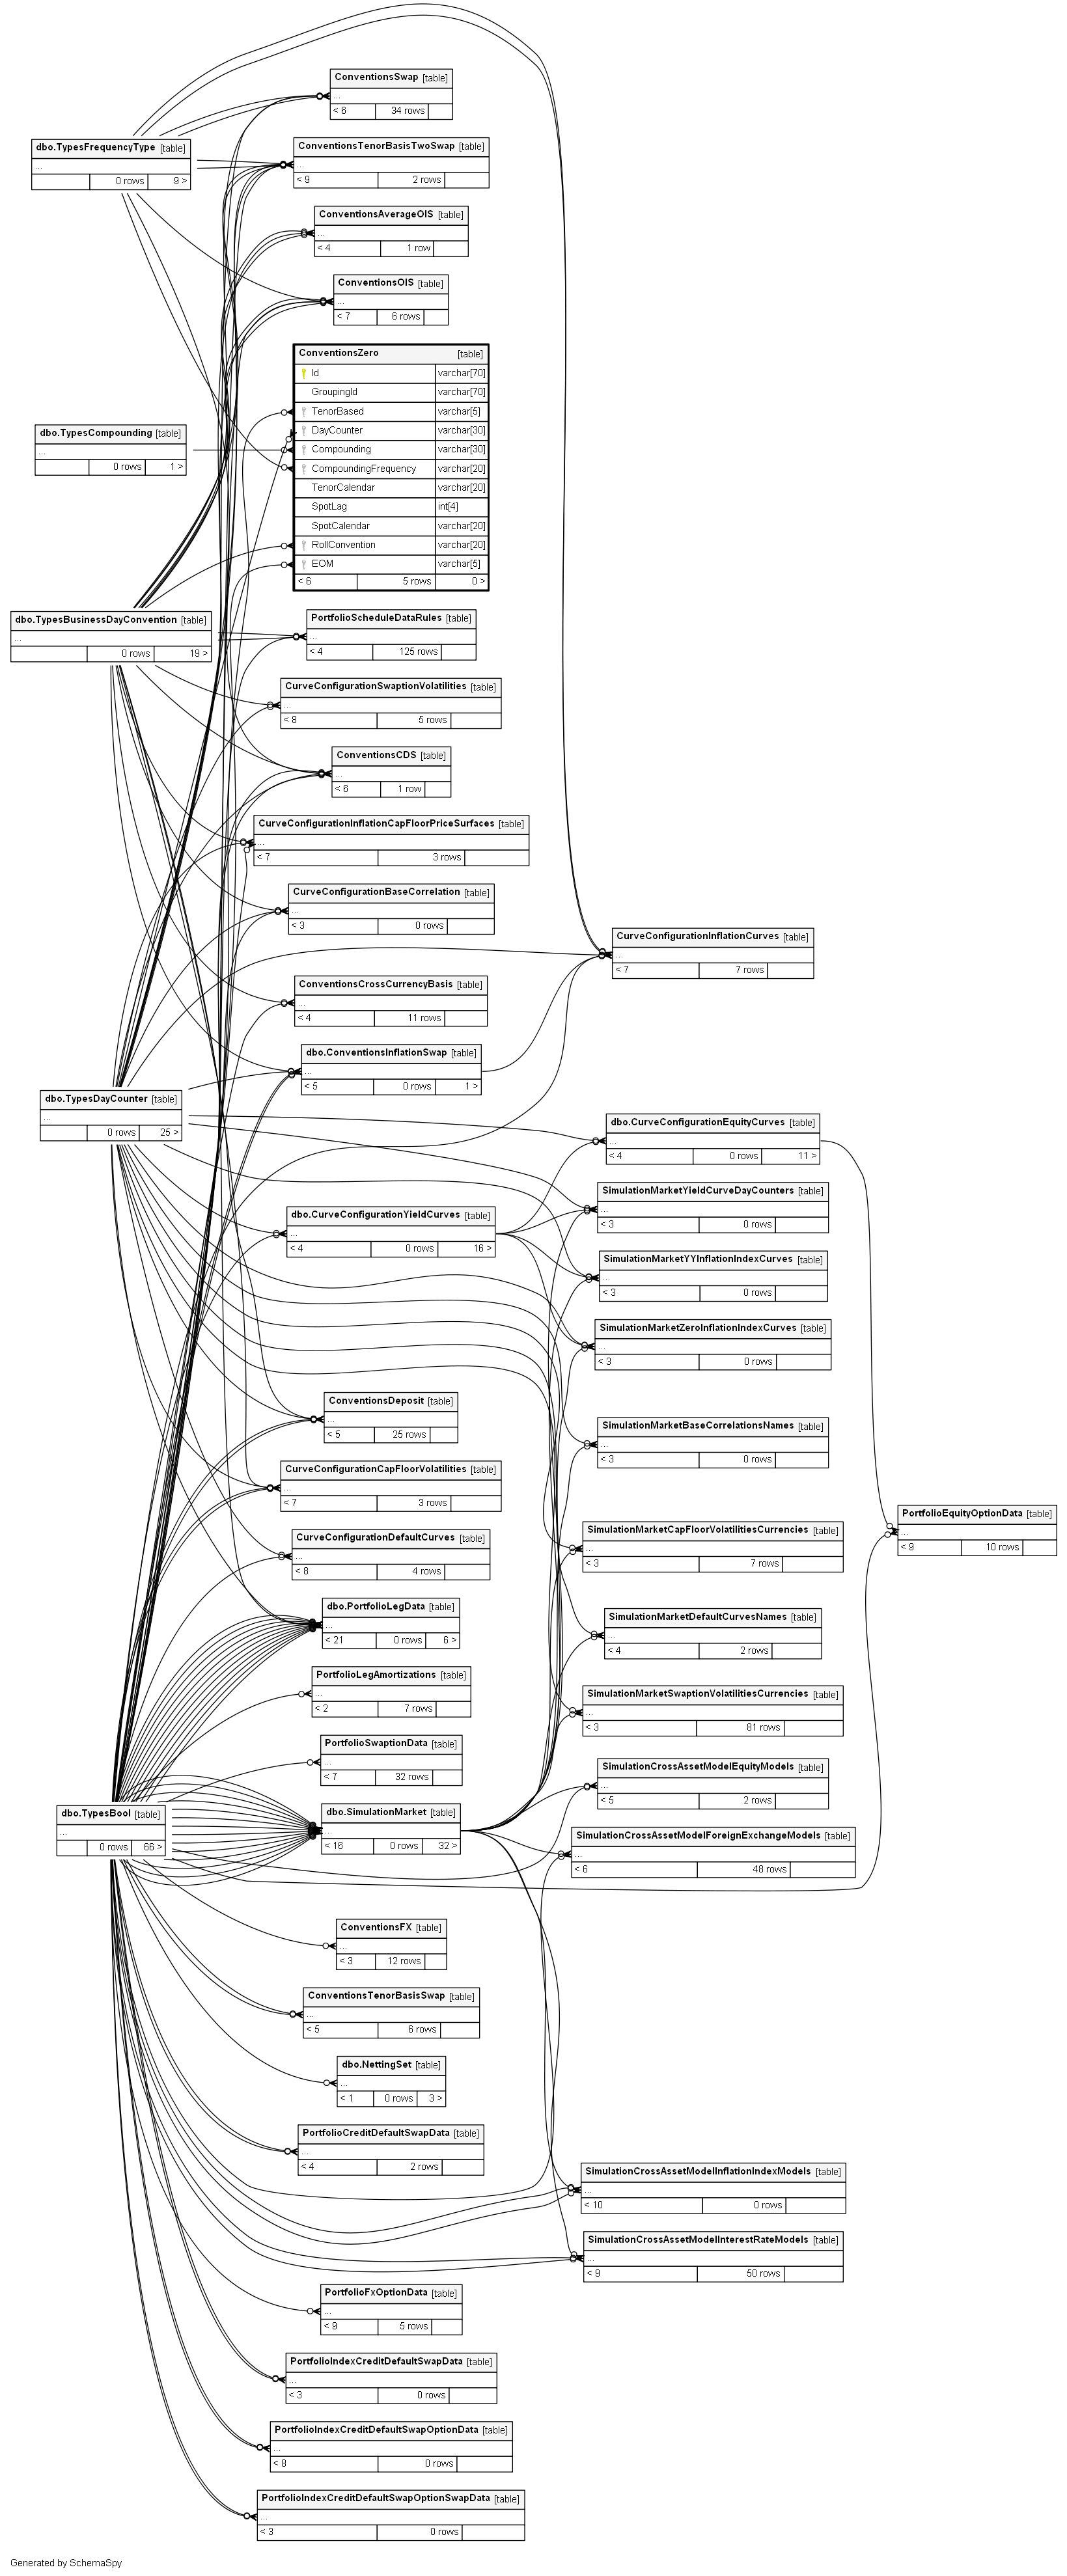 ConventionsSwap [table]
...
< 6 34 rows
dbo.TypesFrequencyType [table]
...
0 rows 9 >
ConventionsTenorBasisTwoSwap [table]
...
< 9 2 rows
ConventionsAverageOIS [table]
...
< 4 1 row
ConventionsOIS [table]
...
< 7 6 rows
ConventionsZero [table]
Id varchar[70]
GroupingId varchar[70]
TenorBased varchar[5]
DayCounter varchar[30]
Compounding varchar[30]
CompoundingFrequency varchar[20]
TenorCalendar varchar[20]
SpotLag int[4]
SpotCalendar varchar[20]
RollConvention varchar[20]
EOM varchar[5]
< 6 5 rows 0 >
dbo.TypesCompounding [table]
...
0 rows 1 >
dbo.TypesBusinessDayConvention [table]
...
0 rows 19 >
PortfolioScheduleDataRules [table]
...
< 4 125 rows
CurveConfigurationSwaptionVolatilities [table]
...
< 8 5 rows
ConventionsCDS [table]
...
< 6 1 row
CurveConfigurationInflationCapFloorPriceSurfaces [table]
...
< 7 3 rows
CurveConfigurationBaseCorrelation [table]
...
< 3 0 rows
CurveConfigurationInflationCurves [table]
...
< 7 7 rows
ConventionsCrossCurrencyBasis [table]
...
< 4 11 rows
dbo.ConventionsInflationSwap [table]
...
< 5 0 rows 1 >
dbo.TypesDayCounter [table]
...
0 rows 25 >
dbo.CurveConfigurationEquityCurves [table]
...
< 4 0 rows 11 >
SimulationMarketYieldCurveDayCounters [table]
...
< 3 0 rows
dbo.CurveConfigurationYieldCurves [table]
...
< 4 0 rows 16 >
SimulationMarketYYInflationIndexCurves [table]
...
< 3 0 rows
SimulationMarketZeroInflationIndexCurves [table]
...
< 3 0 rows
ConventionsDeposit [table]
...
< 5 25 rows
SimulationMarketBaseCorrelationsNames [table]
...
< 3 0 rows
CurveConfigurationCapFloorVolatilities [table]
...
< 7 3 rows
PortfolioEquityOptionData [table]
...
< 9 10 rows
SimulationMarketCapFloorVolatilitiesCurrencies [table]
...
< 3 7 rows
CurveConfigurationDefaultCurves [table]
...
< 8 4 rows
dbo.PortfolioLegData [table]
...
< 21 0 rows 6 >
SimulationMarketDefaultCurvesNames [table]
...
< 4 2 rows
PortfolioLegAmortizations [table]
...
< 2 7 rows
SimulationMarketSwaptionVolatilitiesCurrencies [table]
...
< 3 81 rows
PortfolioSwaptionData [table]
...
< 7 32 rows
SimulationCrossAssetModelEquityModels [table]
...
< 5 2 rows
dbo.TypesBool [table]
...
0 rows 66 >
dbo.SimulationMarket [table]
...
< 16 0 rows 32 >
SimulationCrossAssetModelForeignExchangeModels [table]
...
< 6 48 rows
ConventionsFX [table]
...
< 3 12 rows
ConventionsTenorBasisSwap [table]
...
< 5 6 rows
dbo.NettingSet [table]
...
< 1 0 rows 3 >
PortfolioCreditDefaultSwapData [table]
...
< 4 2 rows
SimulationCrossAssetModelInflationIndexModels [table]
...
< 10 0 rows
SimulationCrossAssetModelInterestRateModels [table]
...
< 9 50 rows
PortfolioFxOptionData [table]
...
< 9 5 rows
PortfolioIndexCreditDefaultSwapData [table]
...
< 3 0 rows
PortfolioIndexCreditDefaultSwapOptionData [table]
...
< 8 0 rows
PortfolioIndexCreditDefaultSwapOptionSwapData [table]
...
< 3 0 rows
Generated by SchemaSpy